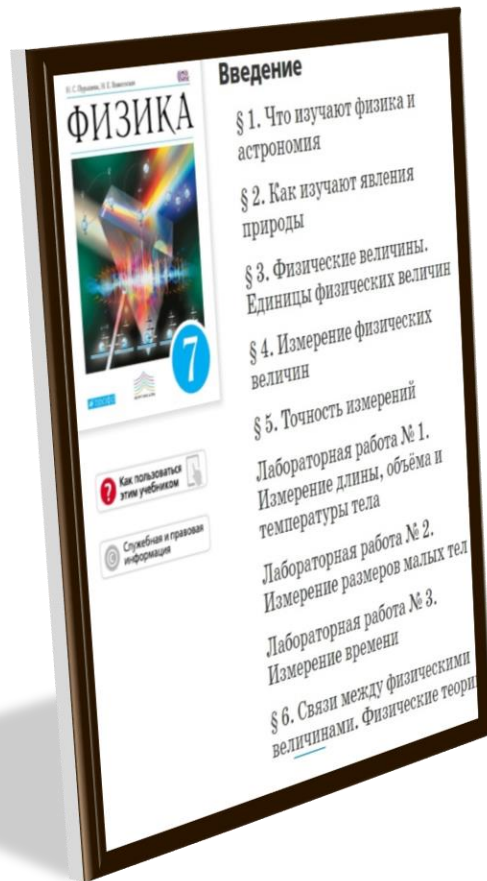 Н. С. Пурышева, Н. Е. Важеевская
ФИЗИКА
7
Как пользоваться
этим учебником
Служебная и правовая
информация
Введение
§ 1. Что изучают физика и
астрономия
§ 2. Как изучают явления
природы
§ 3. Физические величины.
Единицы физических величин
§ 4. Измерение физических
величин
§ 5. Точность измерений
Лабораторная работа № 1.
Измерение длины, объёма и
температуры тела
Лабораторная работа № 2.
Измерение размеров малых тел
Лабораторная работа № 3.
Измерение времени
§ 6. Связи между физическими
величинами. Физические теори